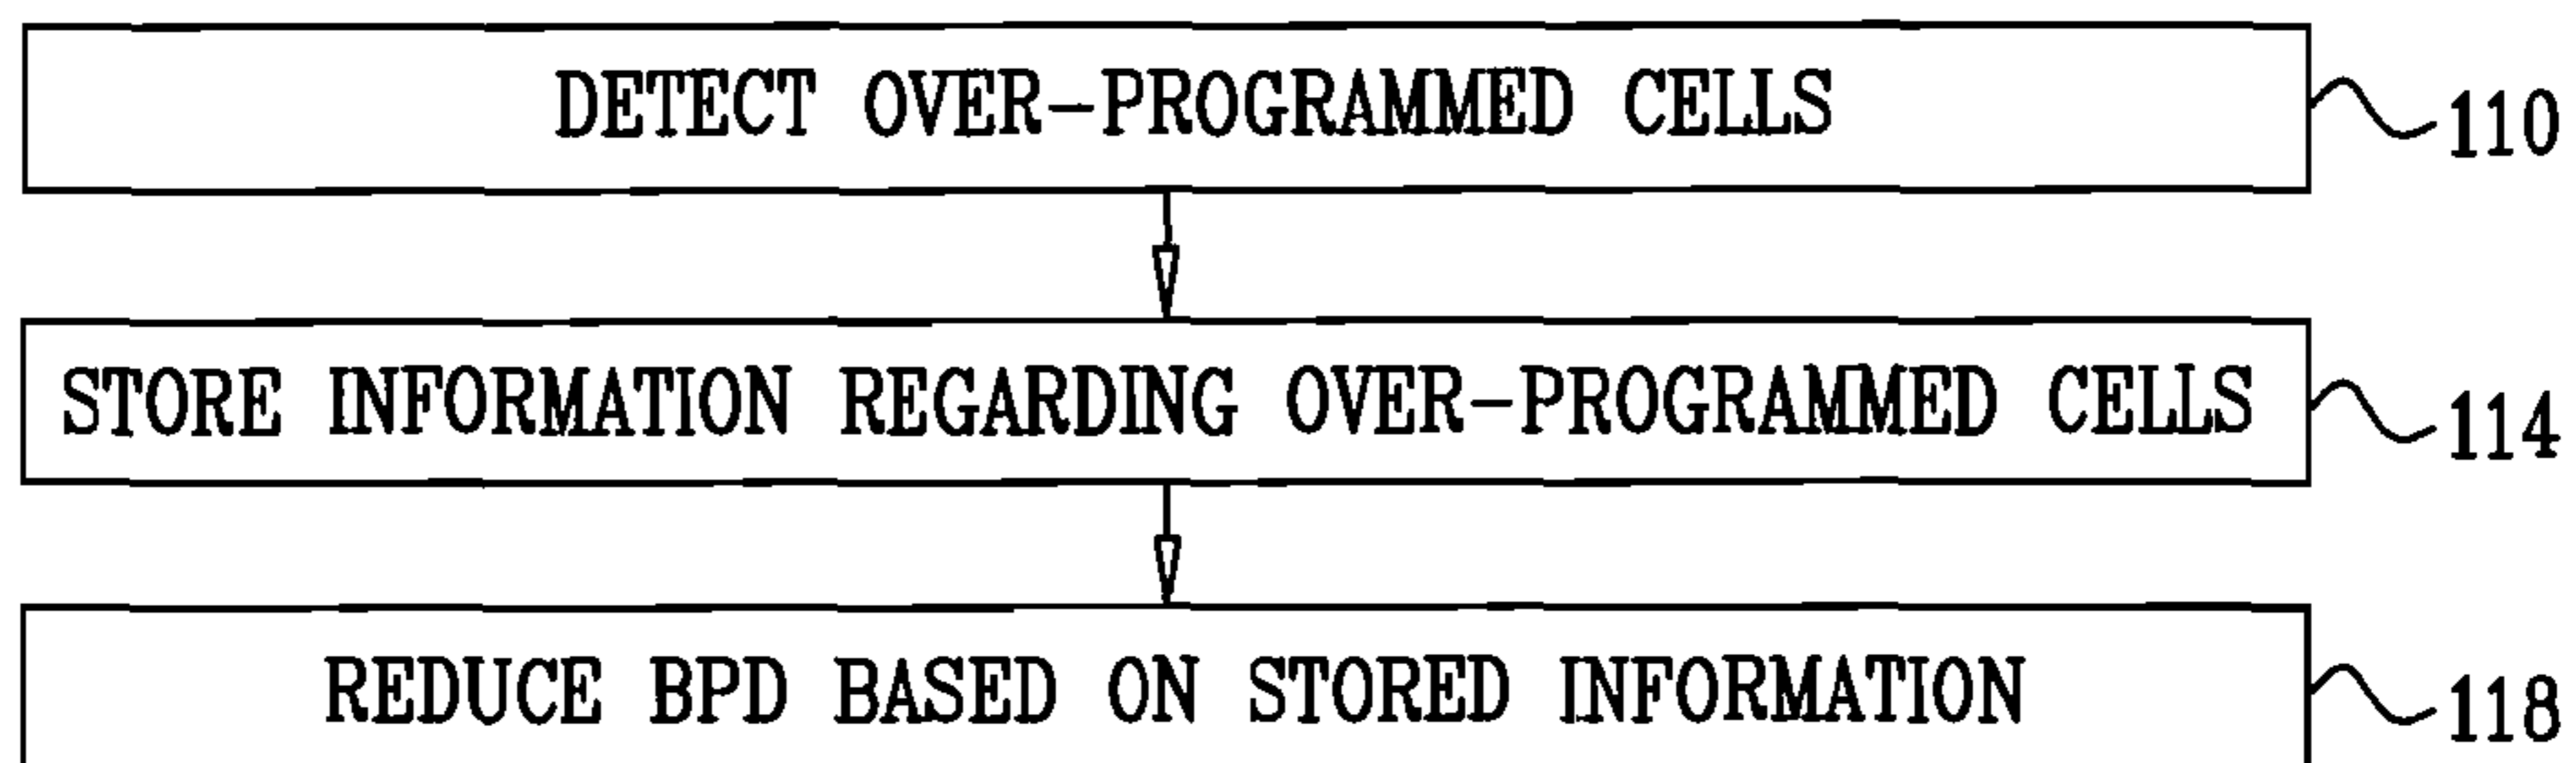 DETECT OVER-PROGRAMMED CELLS
110
STORE INFORMATION REGARDING OVER-PROGRAMMED CELLS
114
REDUCE BPD BASED ON STORED INFORMATION
118